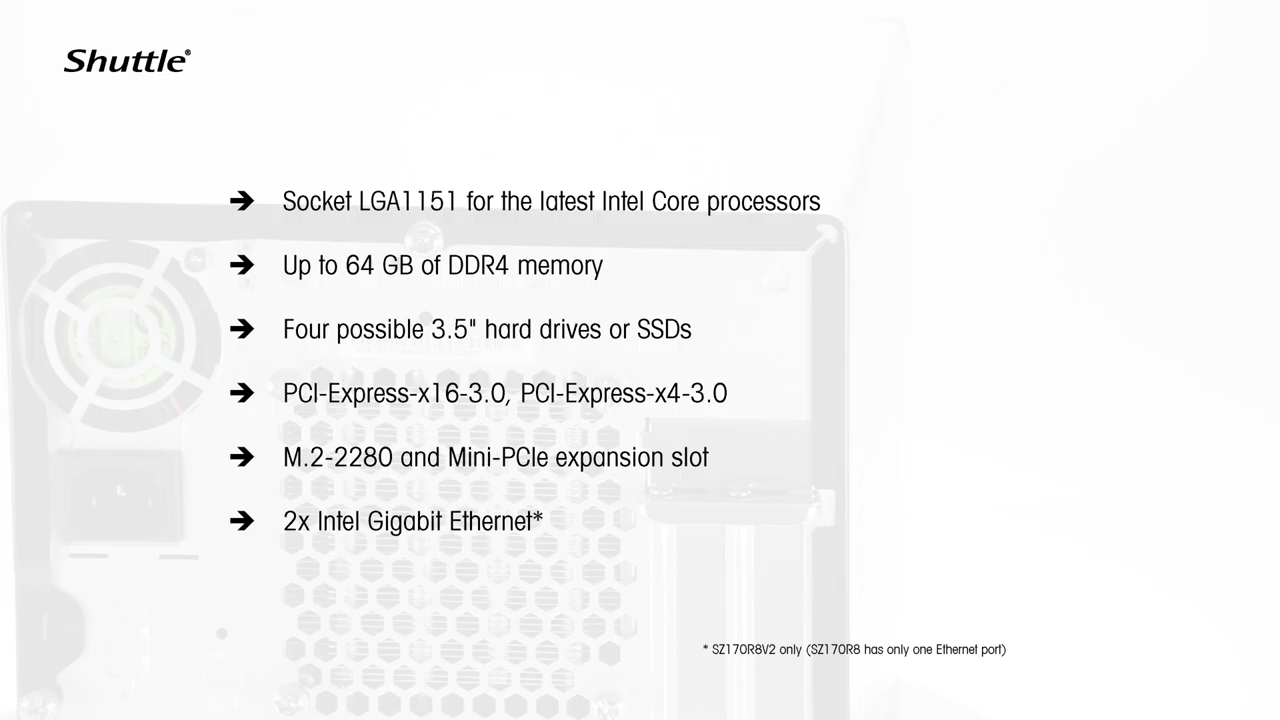 Shuttle®
➔ Socket LGA1151 for the latest Intel Core processors
➔ Up to 64 GB of DDR4 memory
➔ Four possible 3.5" hard drives or SSDs
➔ PCI-Express-x16-3.0, PCI-Express-x4-3.0
➔ M.2-2280 and Mini-PCIe expansion slot
➔ 2x Intel Gigabit Ethernet*
* SZ170R8V2 only (SZ170R8 has only one Ethernet port)